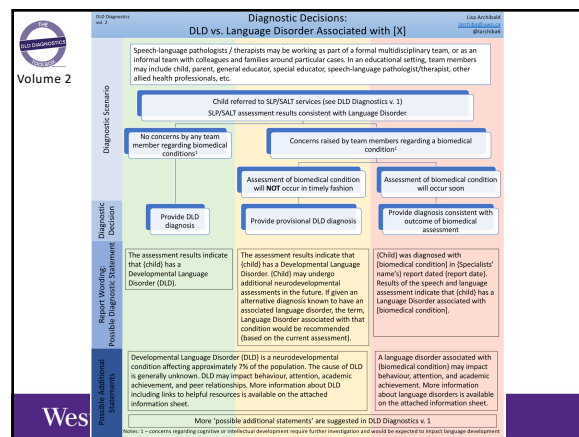 THE
DLD DIAGNOSTICS
TOOLBOX
Volume 2
DLD Diagnostics
vol. 2
Diagnostic Decisions:
DLD vs. Language Disorder Associated with [X]
Lisa Archibald
larchiba@uwo.ca
@larchiba6
Diagnostic Scenario
Speech-language pathologists / therapists may be working as part of a formal multidisciplinary team, or as an
informal team with colleagues and families around particular cases. In an educational setting, team members
may include child, parent, general educator, special educator, speech-language pathologist/therapist, other
allied health professionals, etc.
Child referred to SLP/SALT services (see DLD Diagnostics v. 1)
SLP/SALT assessment results consistent with Language Disorder
No concerns by any team
member regarding biomedical
conditions¹
Concerns raised by team members regarding a biomedical
condition¹
Assessment of biomedical condition
will NOT occur in timely fashion
Assessment of biomedical condition
will occur soon
Diagnostic
Decision
Provide DLD
diagnosis
Provide provisional DLD diagnosis
Provide diagnosis consistent with
outcome of biomedical
assessment
Report Wording:
Possible Diagnostic Statement
The assessment results indicate
that {child} has a
Developmental Language
Disorder (DLD).
The assessment results indicate that
{child} has a Developmental Language
Disorder. {Child} may undergo
additional neurodevelopmental
assessments in the future. If given an
alternative diagnosis known to have an
associated language disorder, the term,
Language Disorder associated with that
condition would be recommended
(based on the current assessment).
{Child} was diagnosed with
[biomedical condition] in {Specialists'
name's} report dated {report date}.
Results of the speech and language
assessment indicate that {child} has a
Language Disorder associated with
[biomedical condition].
Possible Additional
Statements
Developmental Language Disorder (DLD) is a neurodevelopmental
condition affecting approximately 7% of the population. The cause of DLD
is generally unknown. DLD may impact behaviour, attention, academic
achievement, and peer relationships. More information about DLD
including links to helpful resources is available on the attached
information sheet.
A language disorder associated with
{biomedical condition} may impact
behaviour, attention, and academic
achievement. More information
about language disorders is available
on the attached information sheet.
More 'possible additional statements' are suggested in DLD Diagnostics v. 1
Notes: 1 – concerns regarding cognitive or intellectual development require further investigation and would be expected to impact language development
Wes